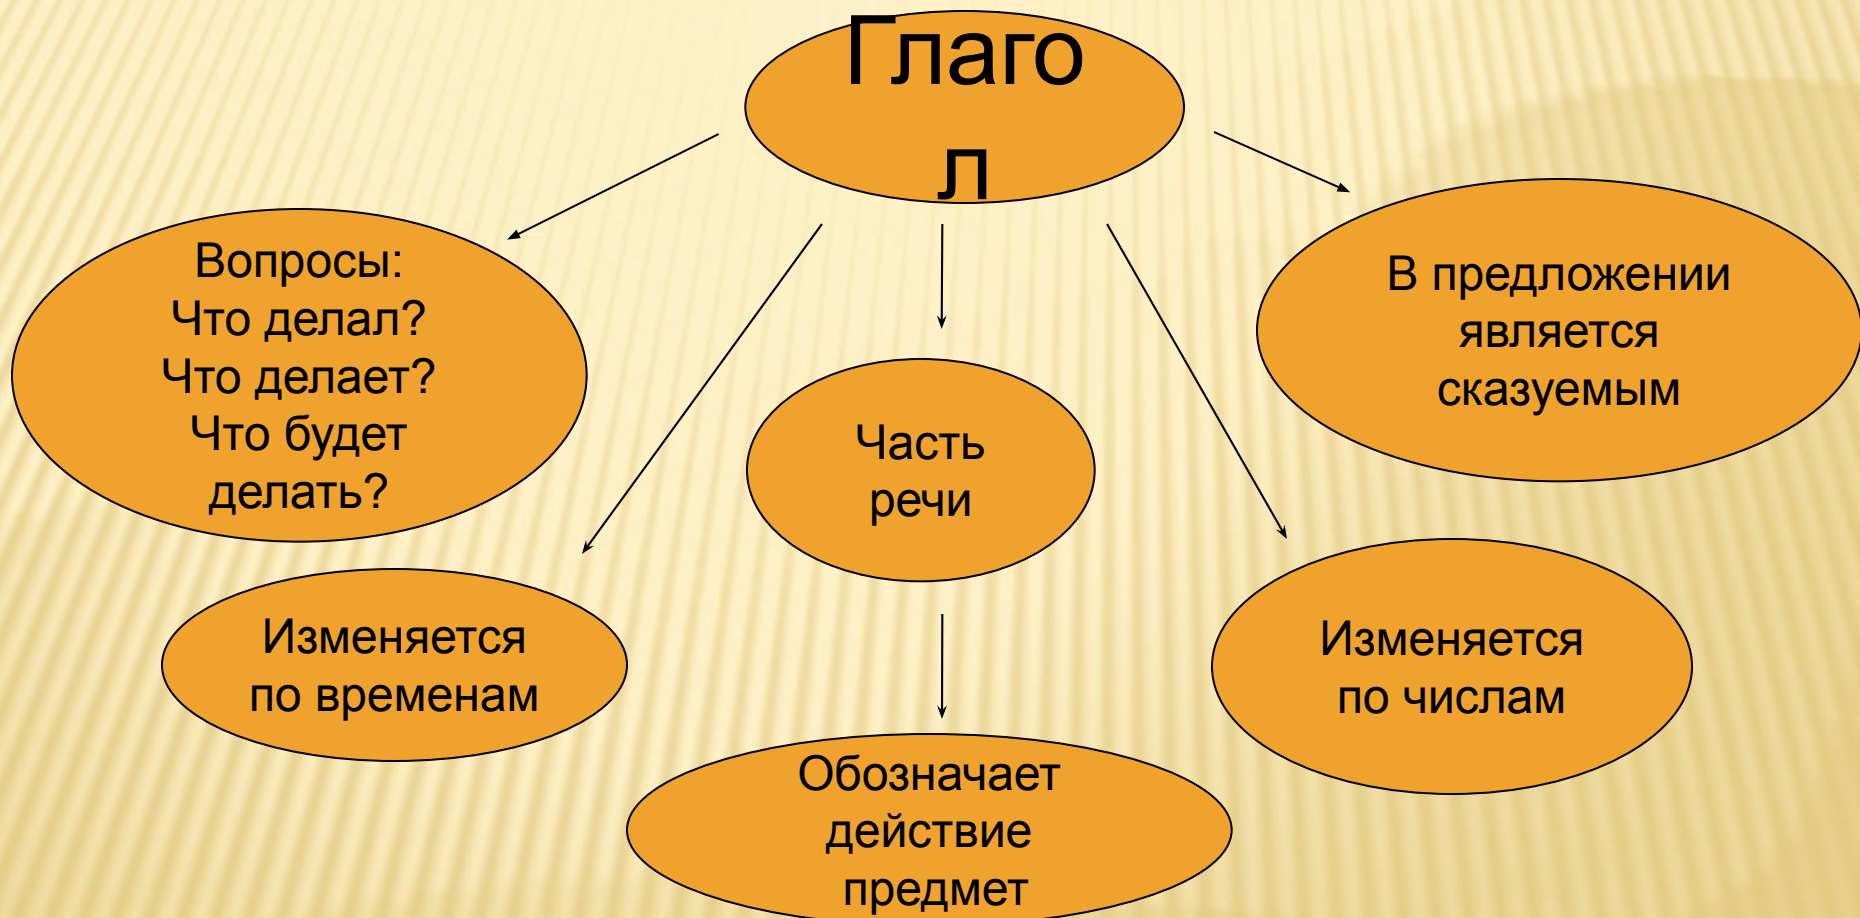 Глаго
л
Вопросы:
Что делал?
Что делает?
Что будет
делать?
В предложении
является
сказуемым
Часть
речи
Изменяется
по временам
Изменяется
по числам
Обозначает
действие
предмет